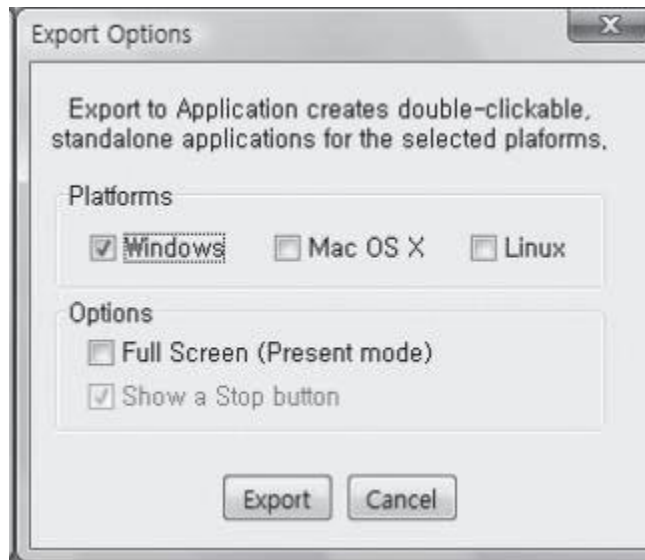 Export Options
Export to Application creates double-clickable,
standalone applications for the selected plaforms,
Platforms
Windows
Mac OS X
Linux
Options
Full Screen (Present mode)
Show a Stop button
Export
Cancel